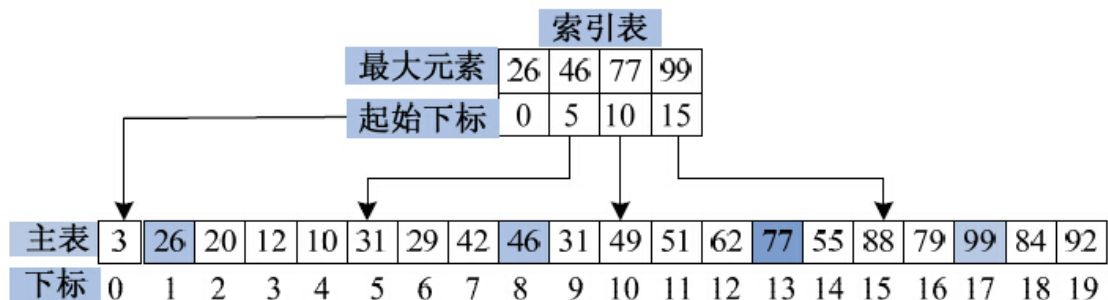 索引表
最大元素 26 46 77 99
起始下标 0 5 10 15
主表 3 26 20 12 10 31 29 42 46 31 49 51 62 77 55 88 79 99 84 92
下标 0 1 2 3 4 5 6 7 8 9 10 11 12 13 14 15 16 17 18 19